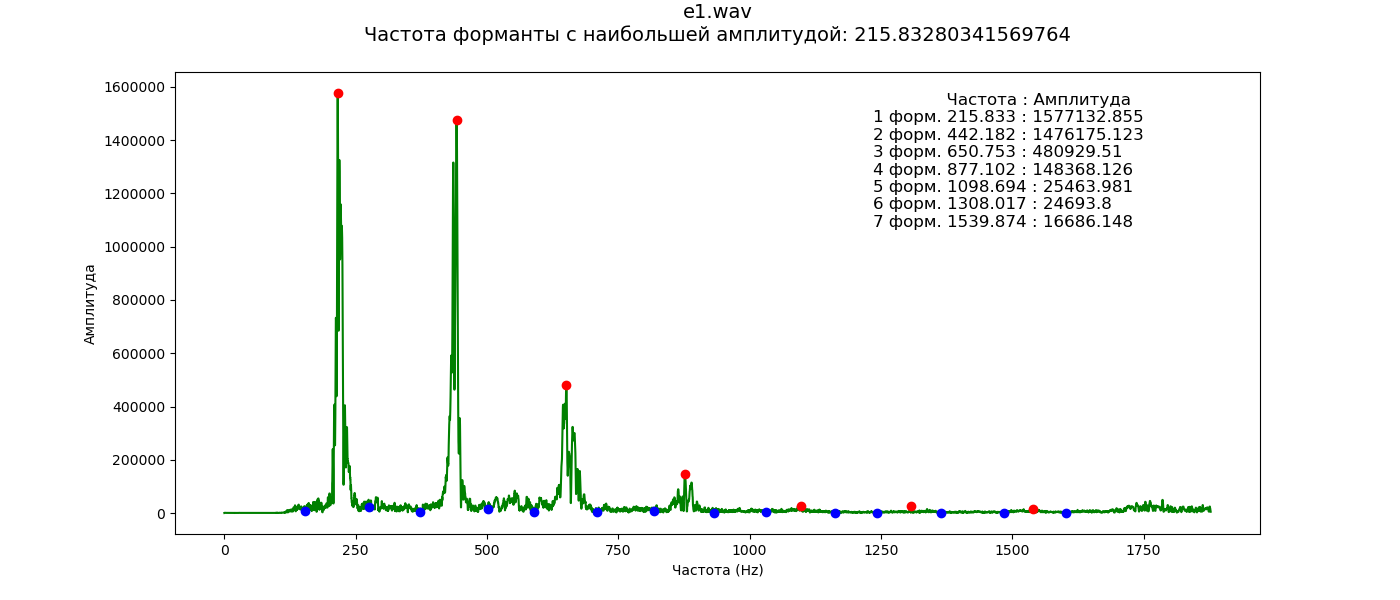 e1.wav
Частота форманты с наибольшей амплитудой: 215.83280341569764
Частота : Амплитуда
1 форм. 215.833 : 1577132.855
2 форм. 442.182 : 1476175.123
3 форм. 650.753 : 480929.51
4 форм. 877.102 : 148368.126
5 форм. 1098.694 : 25463.981
6 форм. 1308.017 : 24693.8
7 форм. 1539.874 : 16686.148
Амплитуда
1600000
1400000
1200000
1000000
800000
600000
400000
200000
0
0 250 500 750 1000 1250 1500 1750
Частота (Hz)